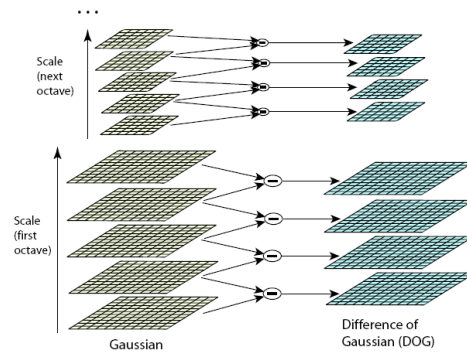 ...
Scale
(next
octave)
Scale
(first
octave)
Gaussian
Difference of
Gaussian (DOG)